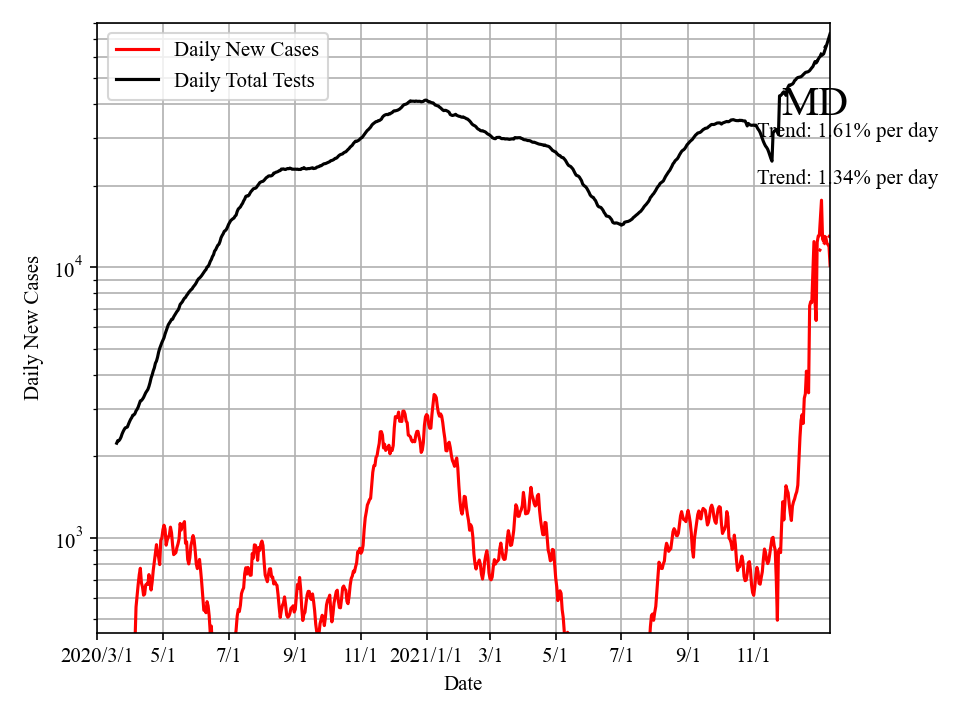 Daily New Cases
Daily Total Tests
MD
Trend: 1.61% per day
Trend: 1.34% per day
10^4
10^3
Daily New Cases
2020/3/1 5/1 7/1 9/1 11/1 2021/1/1 3/1 5/1 7/1 9/1 11/1
Date